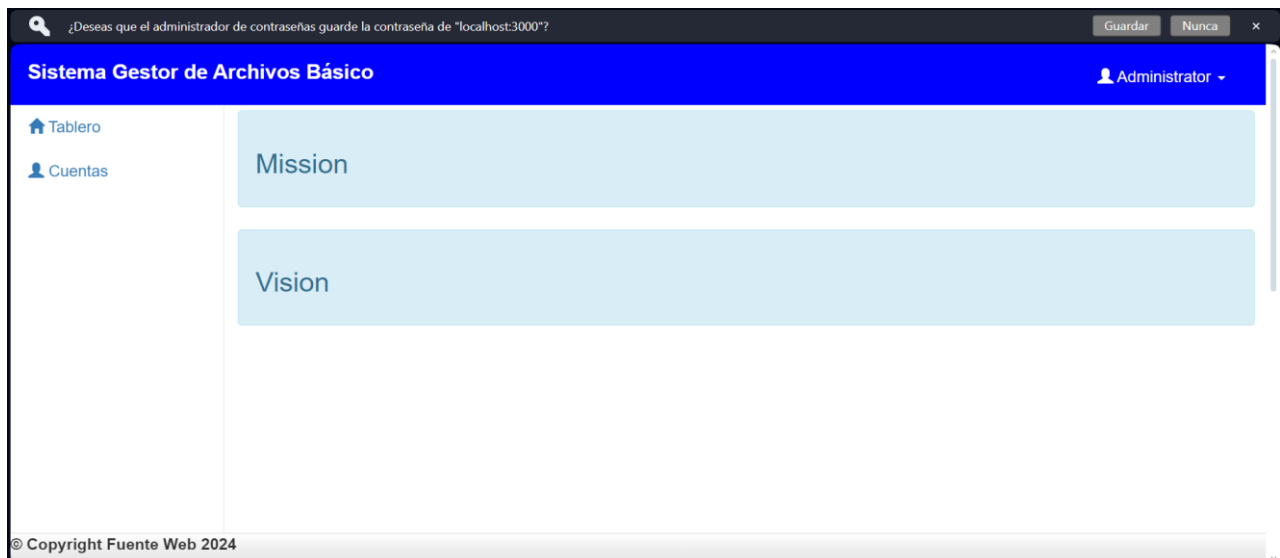 ¿Deseas que el administrador de contraseñas guarde la contraseña de "localhost:3000"? Guardar Nunca ×
Sistema Gestor de Archivos Básico Administrator
Tablero
Cuentas
Mission
Vision
© Copyright Fuente Web 2024